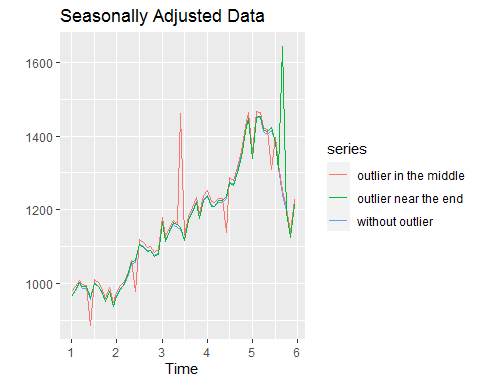 Seasonally Adjusted Data
1600
1400
1200
1000
1 2 3 4 5 6
Time
series
outlier in the middle
outlier near the end
without outlier